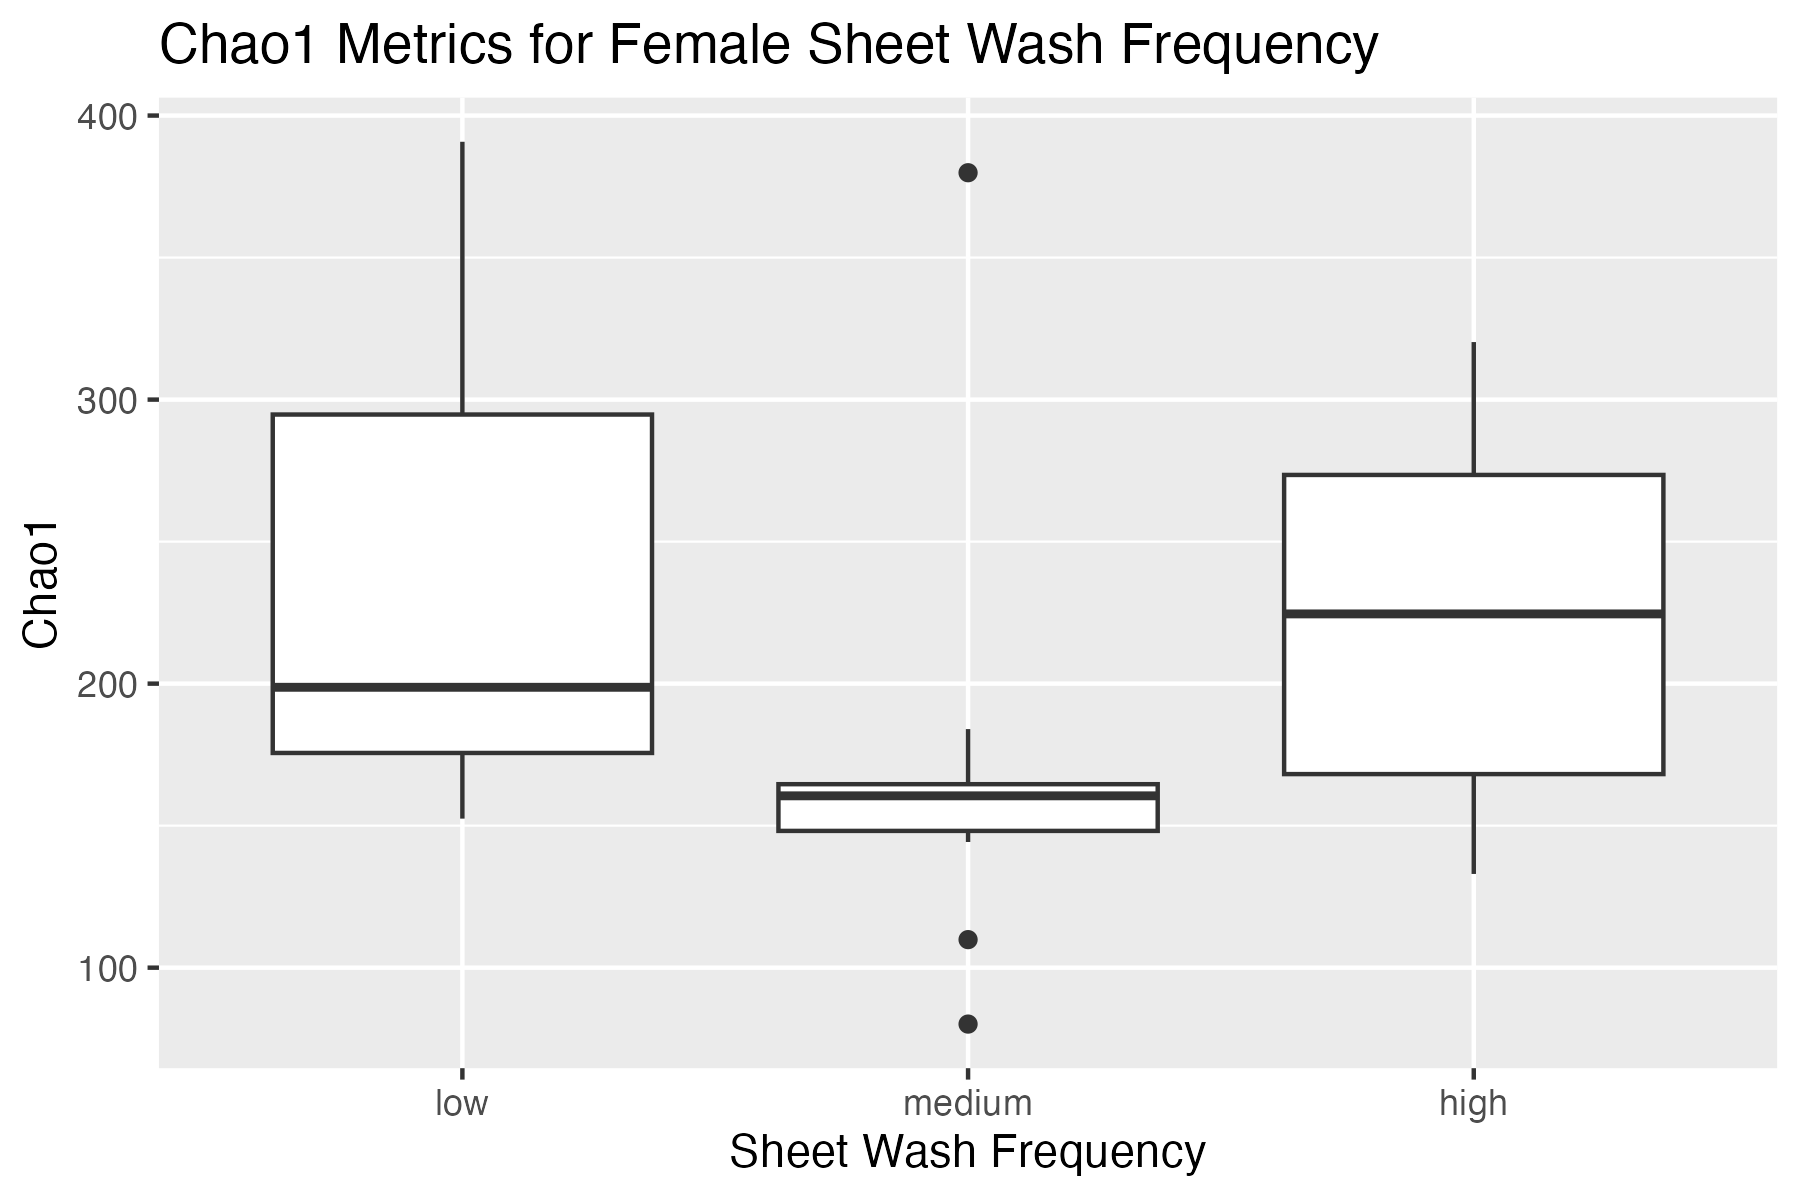 Chao1 Metrics for Female Sheet Wash Frequency
400
300
200
100
Chao1
low medium high
Sheet Wash Frequency